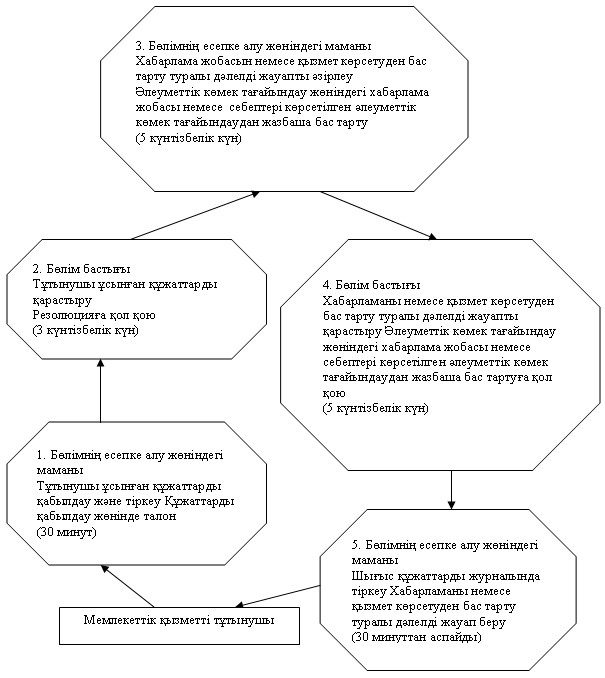 3. Бөлімнің есепке алу жөніндегі маманы
Хабарлама жобасын немесе қызмет көрсетуден бас
тарту туралы дәлелді жауапты әзірлеу
Әлеуметтік көмек тағайындау жөніндегі хабарлама
жобасы немесе себептері көрсетілген әлеуметтік
көмек тағайындаудан жазбаша бас тарту
(5 күнтізбелік күн)
2. Бөлім бастығы
Тұтынушы ұсынған құжаттарды
қарастыру
Резолюцияға қол қою
(3 күнтізбелік күн)
4. Бөлім бастығы
Хабарламаны немесе қызмет көрсетуден
бас тарту туралы дәлелді жауапты
қарастыру Әлеуметтік көмек тағайындау
жөніндегі хабарлама жобасы немесе
себептері көрсетілген әлеуметтік көмек
тағайындаудан жазбаша бас тартуға қол
қою
(5 күнтізбелік күн)
1. Бөлімнің есепке алу жөніндегі
маманы
Тұтынушы ұсынған құжаттарды
қабылдау және тіркеу Құжаттарды
қабылдау жөнінде талон
(30 минут)
5. Бөлімнің есепке алу жөніндегі
маманы
Шығыс құжаттарды журналында
тіркеу Хабарламаны немесе
қызмет көрсетуден бас тарту
туралы дәлелді жауап беру
(30 минуттан аспайды)
Мемлекеттік қызметті тұтынушы